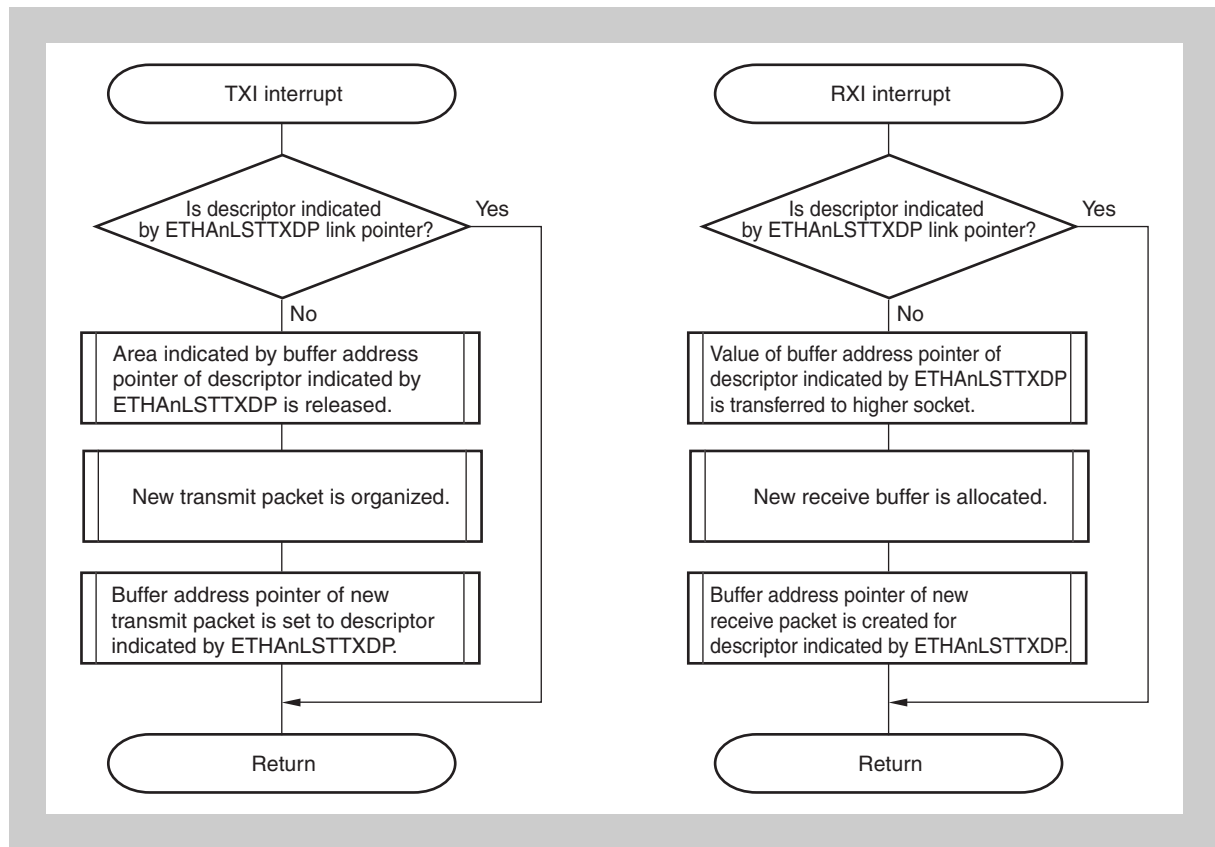 TXI interrupt
Is descriptor indicated
by ETHAnLSTTXDP link pointer?
Yes
No
Area indicated by buffer address
pointer of descriptor indicated by
ETHAnLSTTXDP is released.
New transmit packet is organized.
Buffer address pointer of new
transmit packet is set to descriptor
indicated by ETHAnLSTTXDP.
Return
RXI interrupt
Is descriptor indicated
by ETHAnLSTTXDP link pointer?
Yes
No
Value of buffer address pointer of
descriptor indicated by ETHAnLSTTXDP
is transferred to higher socket.
New receive buffer is allocated.
Buffer address pointer of new
receive packet is created for
descriptor indicated by ETHAnLSTTXDP.
Return